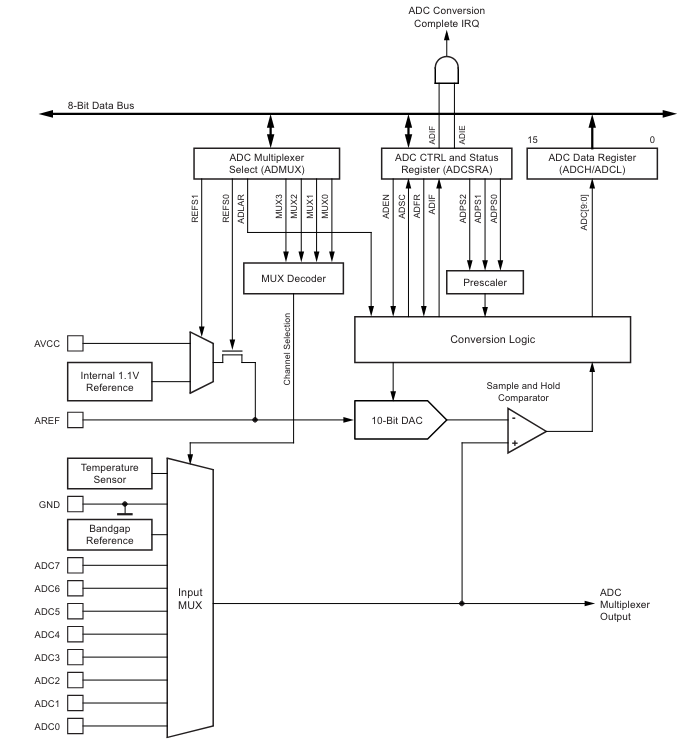 ADC Conversion
Complete IRQ
8-Bit Data Bus
ADIF
ADIE
15
0
ADC Multiplexer
Select (ADMUX)
ADC CTRL and Status
Register (ADCSRA)
ADC Data Register
(ADCH/ADCL)
REFS1
REFS0
ADLAR
MUX3
MUX2
MUX1
MUX0
ADEN
ADSC
ADFR
ADIF
ADPS2
ADPS1
ADPS0
ADC[9:0]
MUX Decoder
Prescaler
Channel Selection
Conversion Logic
AVCC
Internal 1.1V
Reference
AREF
10-Bit DAC
Sample and Hold
Comparator
-
+
Temperature
Sensor
GND
Bandgap
Reference
ADC7
ADC6
ADC5
ADC4
ADC3
ADC2
ADC1
ADC0
Input
MUX
ADC
Multiplexer
Output